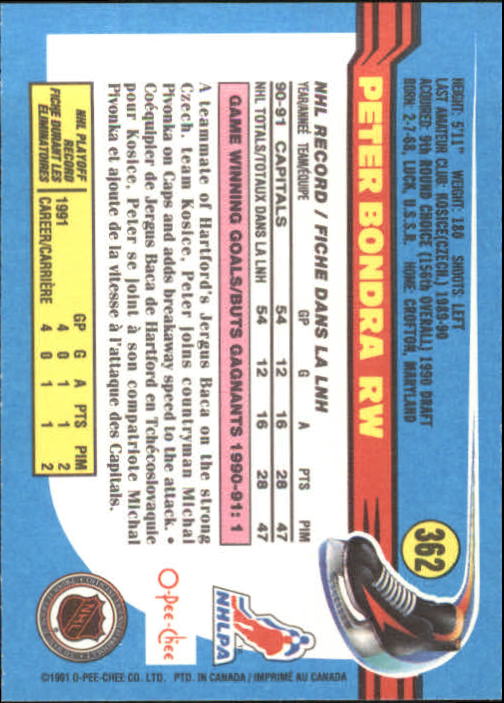 362
PETER BONDRA RW
HEIGHT: 5'11" WEIGHT: 180 SHOOTS: LEFT
LAST AMATEUR CLUB: KOSICE(CZECH.) 1989-90
ACQUIRED: 9th ROUND CHOICE (156th OVERALL) 1990 DRAFT
BORN: 2-7-68, LUCK, U.S.S.R. HOME: CROFTON, MARYLAND
NHL RECORD / FICHE DANS LA LNH
YEAR/ANNÉE TEAM/ÉQUIPE GP G A PTS PIM
90-91 CAPITALS 54 12 16 28 47
NHL TOTALS/TOTAUX DANS LA LNH 54 12 16 28 47
GAME WINNING GOALS/BUTS GAGNANTS 1990-91: 1
A teammate of Hartford's Jergus Baca on the strong
Czech. team Kosice, Peter joins countryman Michal
Pivonka on Caps and adds breakaway speed to the attack. •
Coéquipier de Jergus Baca de Hartford en Tchécoslovaquie
pour Kosice, Peter se joint à son compatriote Michal
Pivonka et ajoute de la vitesse à l'attaque des Capitals.
NHL PLAYOFF
RECORD
FICHE DURANT LES
ÉLIMINATOIRES
GP G A PTS PIM
1991 4 0 1 1 2
CAREER/CARRIÈRE 4 0 1 1 2
NHLPA
O-Pee-Chee
NHL
©1991 O-PEE-CHEE CO. LTD. PTD. IN CANADA / IMPRIMÉ AU CANADA